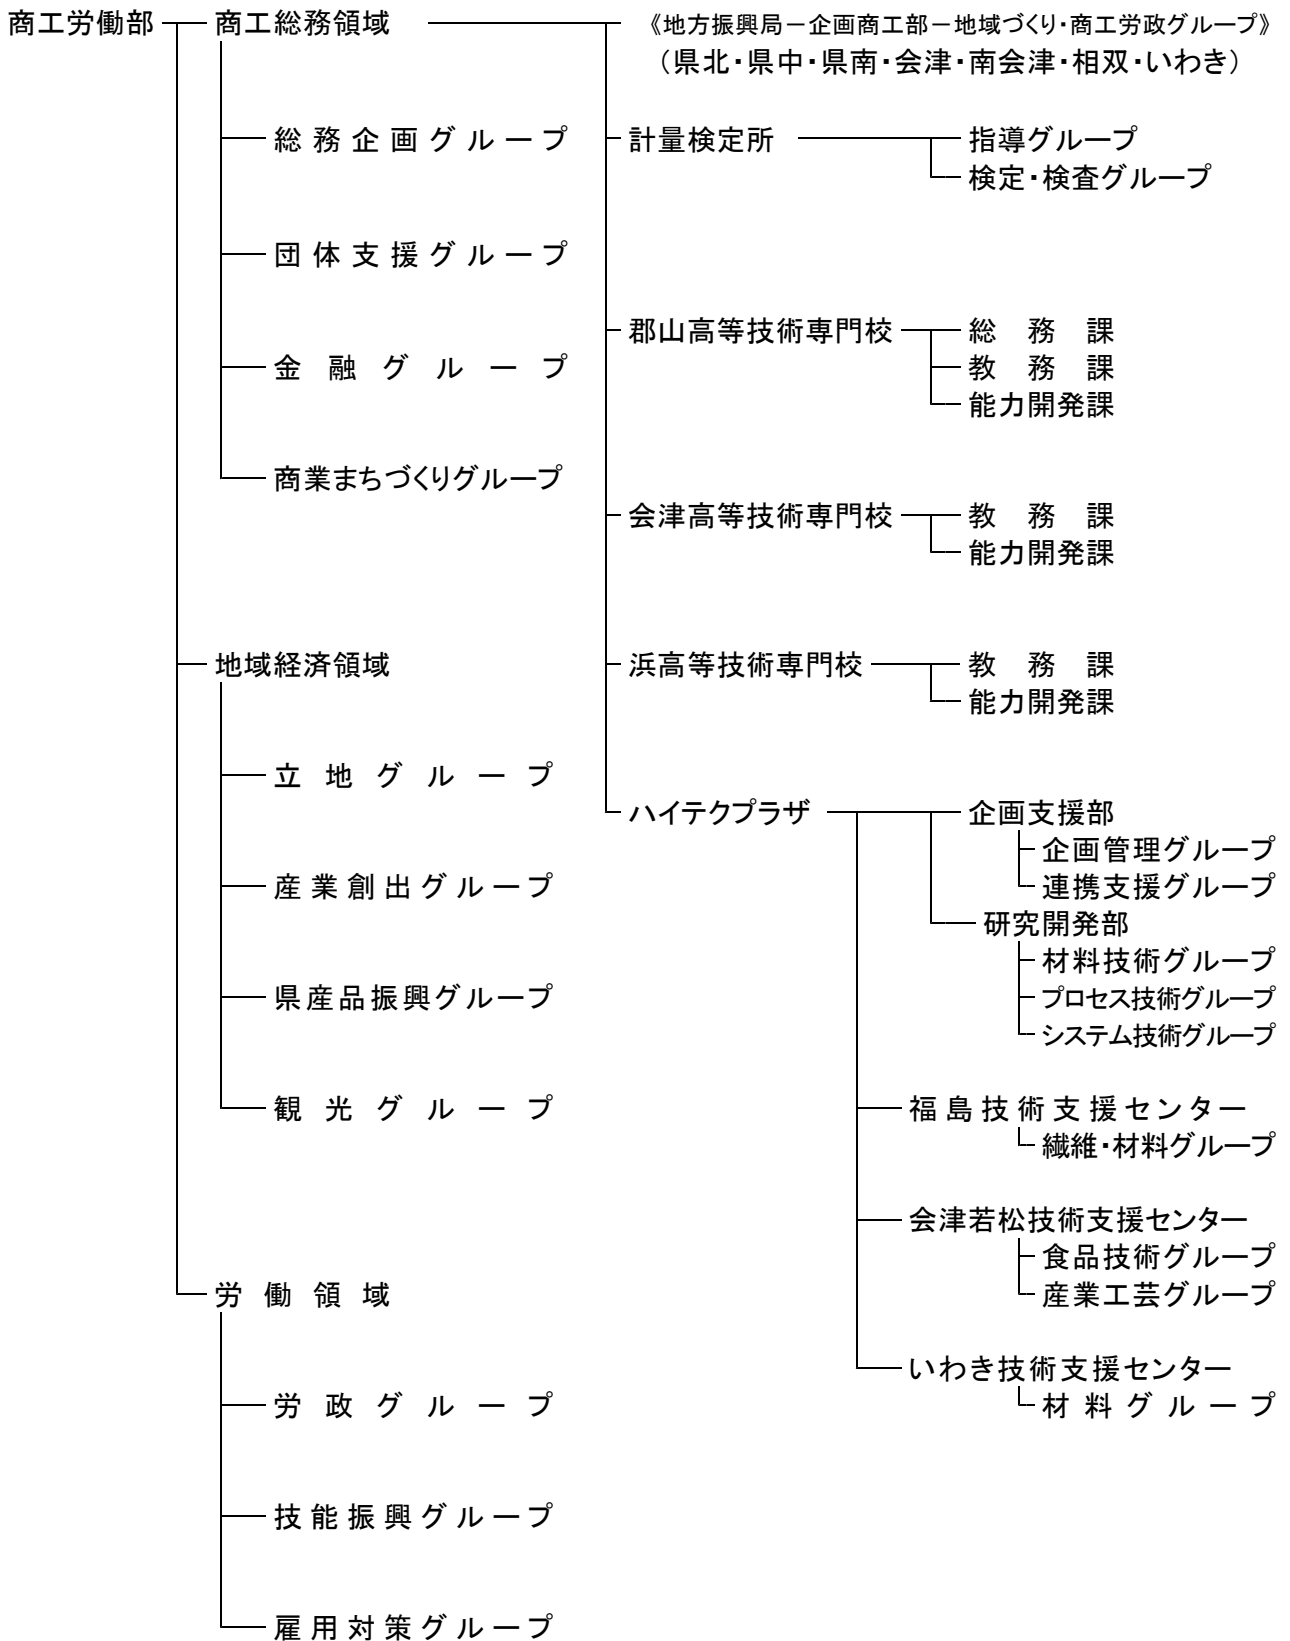 商工労働部
商工総務領域
総務企画グループ
団体支援グループ
金融グループ
商業まちづくりグループ
地域経済領域
立地グループ
産業創出グループ
県産品振興グループ
観光グループ
労働領域
労政グループ
技能振興グループ
雇用対策グループ
《地方振興局－企画商工部－地域づくり・商工労政グループ》
（県北・県中・県南・会津・南会津・相双・いわき）
計量検定所
指導グループ
検定・検査グループ
郡山高等技術専門校
総務課
教務課
能力開発課
会津高等技術専門校
教務課
能力開発課
浜高等技術専門校
教務課
能力開発課
ハイテクプラザ
企画支援部
企画管理グループ
連携支援グループ
研究開発部
材料技術グループ
プロセス技術グループ
システム技術グループ
福島技術支援センター
繊維・材料グループ
会津若松技術支援センター
食品技術グループ
産業工芸グループ
いわき技術支援センター
材料グループ